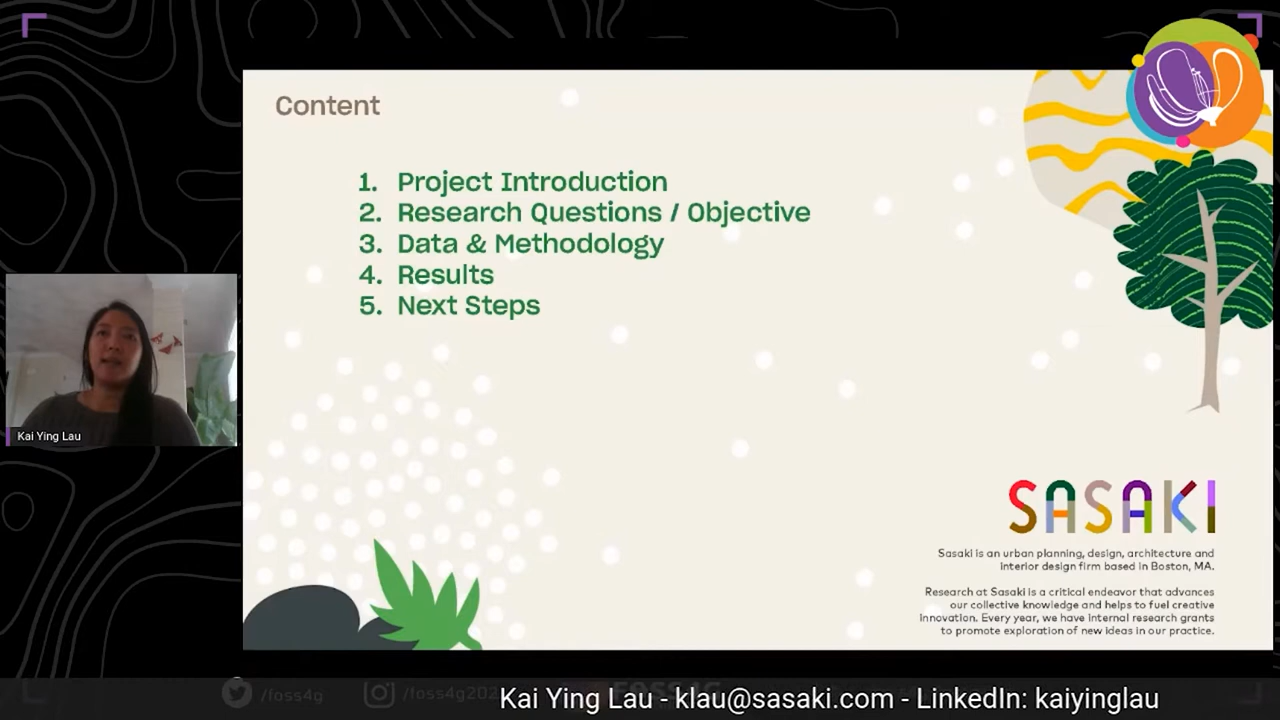 Content
1. Project Introduction
2. Research Questions / Objective
3. Data & Methodology
4. Results
5. Next Steps
Kai Ying Lau
SASAKI
Sasaki is an urban planning, design, architecture and
interior design firm based in Boston, MA.
Research at Sasaki is a critical endeavor that advances
our collective knowledge and helps to fuel creative
innovation. Every year, we have internal research grants
to promote exploration of new ideas in our practice.
/foss4g
Kai Ying Lau - klau@sasaki.com - LinkedIn: kaiyinglau